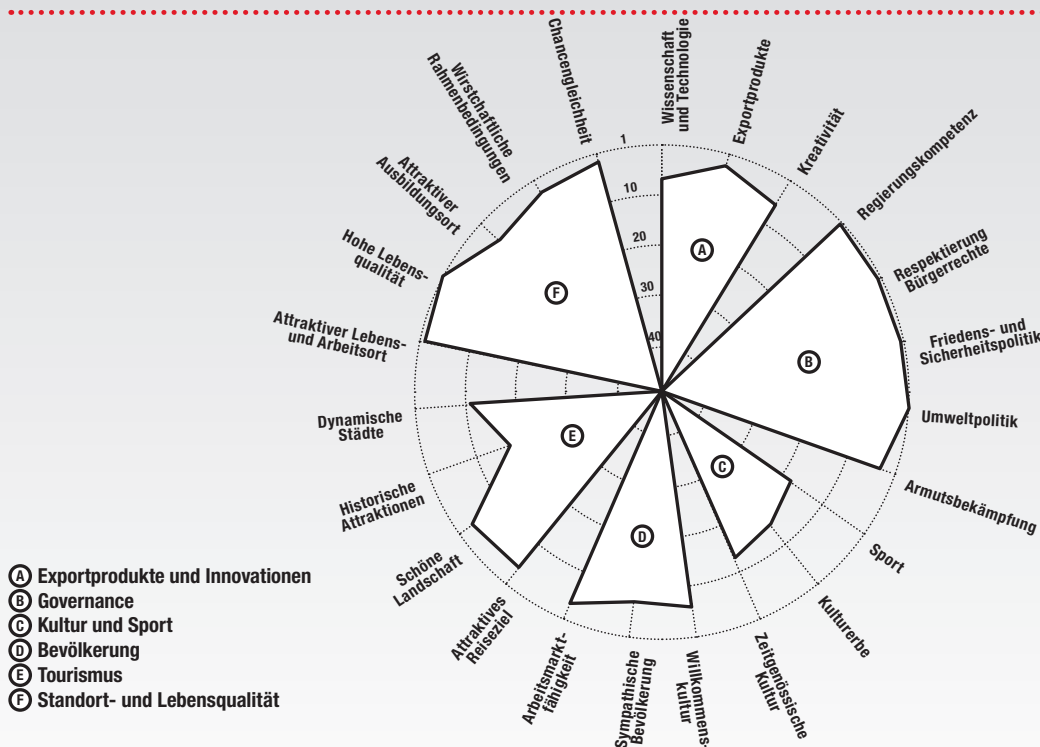 Wissenschaft
und Technologie
Exportprodukte
Kreativität
Regierungskompetenz
Respektierung
Bürgerrechte
Friedens- und
Sicherheitspolitik
Umweltpolitik
Armutsbekämpfung
Sport
Kulturerbe
Zeitgenössische
Kultur
Willkommens-
kultur
Sympathische
Bevölkerung
Arbeitsmarkt-
fähigkeit
Attraktives
Reiseziel
Schöne
Landschaft
Historische
Attraktionen
Dynamische
Städte
Attraktiver Lebens-
und Arbeitsort
Hohe Lebens-
qualität
Attraktiver
Ausbildungsort
Wirstchaftliche
Rahmenbedingungen
Chancengleichheit
1
10
20
30
40
A
B
C
D
E
F
A Exportprodukte und Innovationen
B Governance
C Kultur und Sport
D Bevölkerung
E Tourismus
F Standort- und Lebensqualität